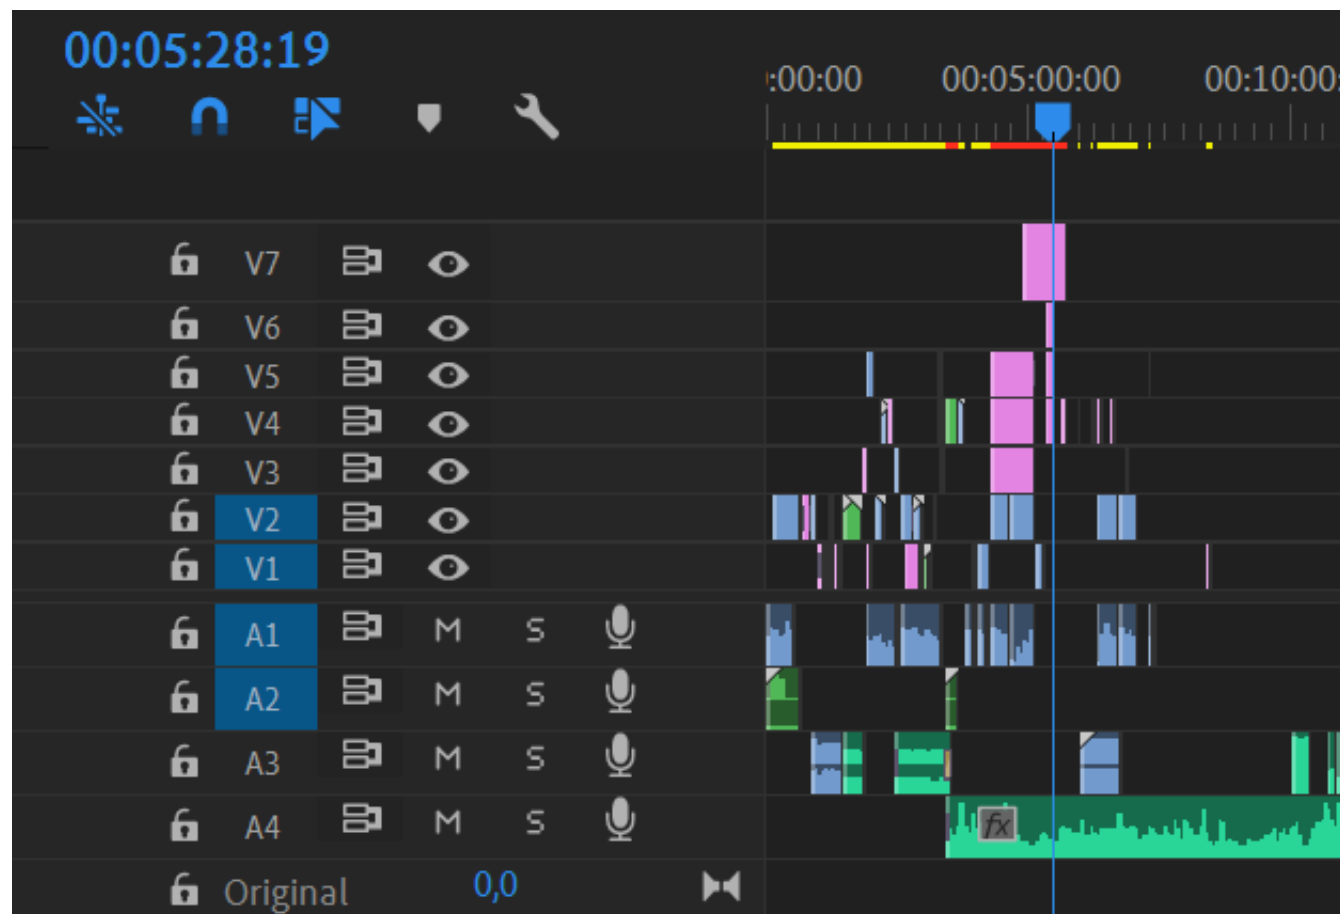 00:05:28:19
:00:00 00:05:00:00 00:10:00:
V7
V6
V5
V4
V3
V2
V1
A1 M S
A2 M S
A3 M S
A4 M S fx
Original 0,0